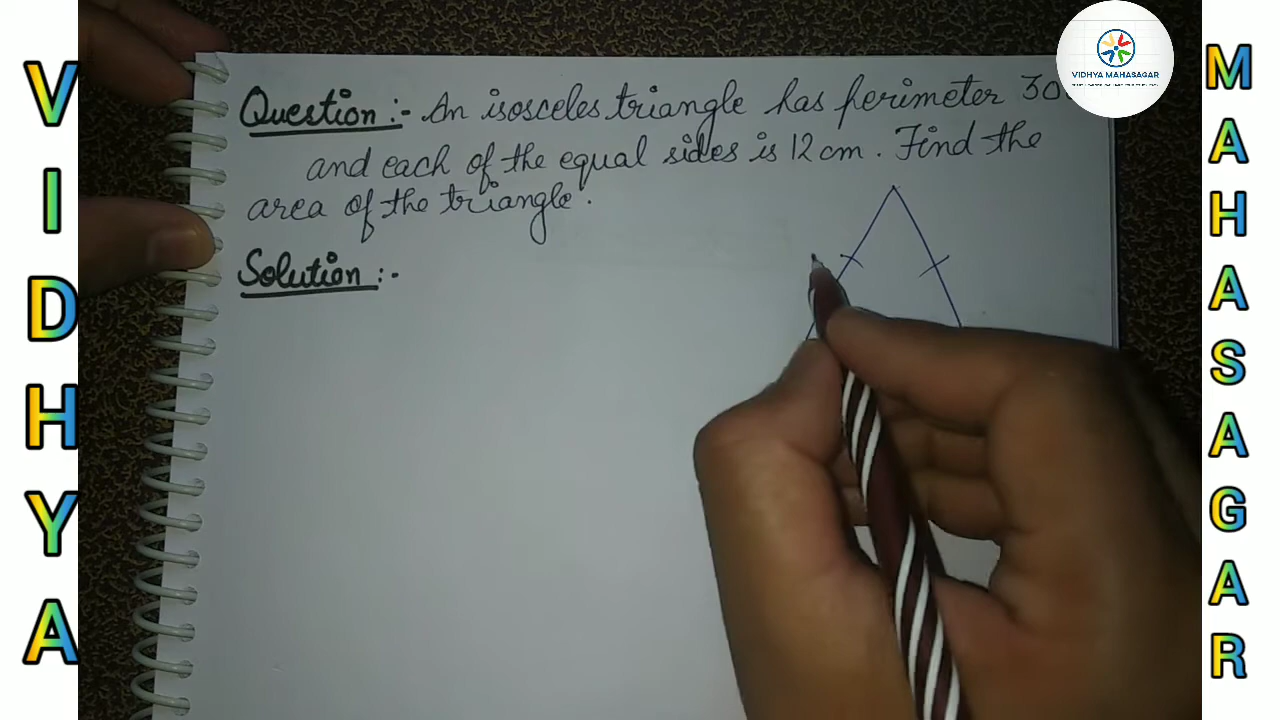 Question :- An isosceles triangle has perimeter 30
and each of the equal sides is 12 cm. Find the
area of the triangle.
Solution :-
VIDHYA
MAHASAGAR
VIDHYA MAHASAGAR